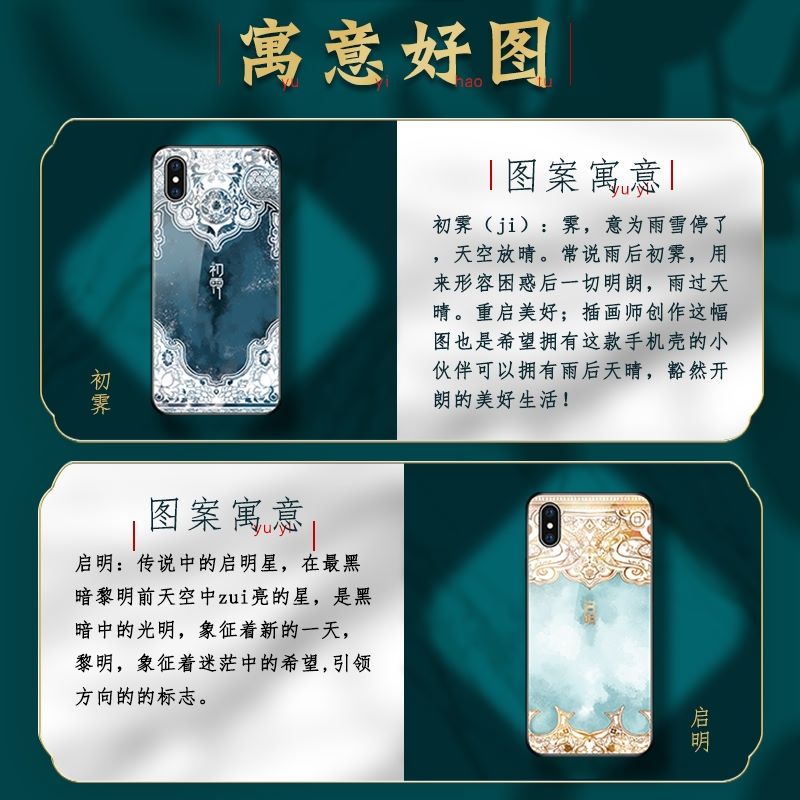 寓意好图
yu yi hao tu
图案寓意
yu yi
初霁（ji）：霁，意为雨雪停了
，天空放晴。常说雨后初霁，用
来形容困惑后一切明朗，雨过天
晴。重启美好；插画师创作这幅
图也是希望拥有这款手机壳的小
伙伴可以拥有雨后天晴，豁然开
朗的美好生活！
初霁
初霁
图案寓意
yu yi
启明：传说中的启明星，在最黑
暗黎明前天空中zui亮的星，是黑
暗中的光明，象征着新的一天，
黎明，象征着迷茫中的希望,引领
方向的的标志。
启明
启明